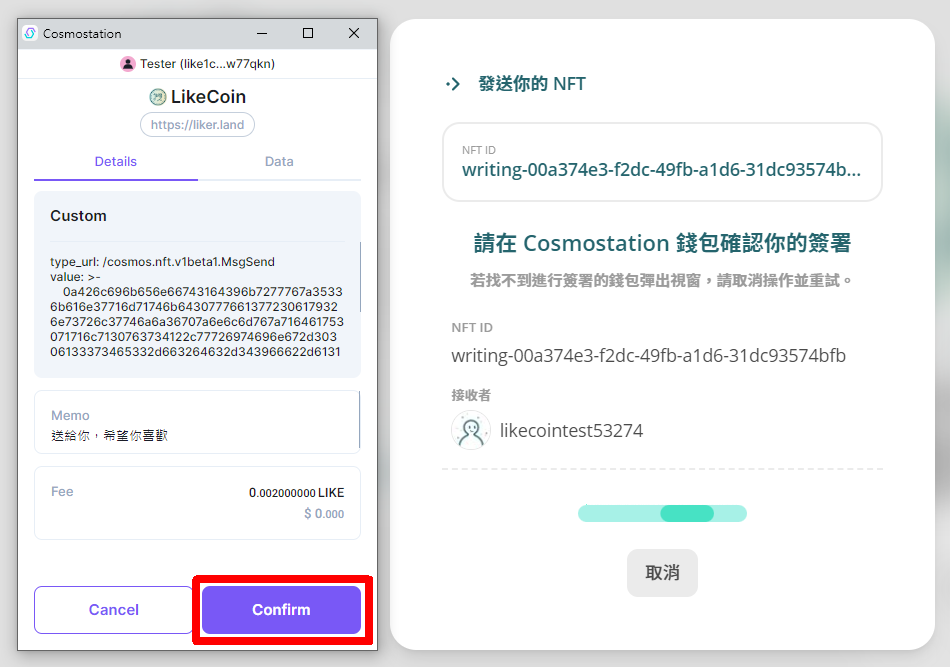 Cosmostation
Tester (like1c...w77qkn)
LikeCoin
https://liker.land
Details
Data
Custom
type_url: /cosmos.nft.v1beta1.MsgSend
value: >-
0a426c696b656e66743164396b7277767a3533
6b616e37716d71746b6430777661377230617932
6e73726c37746a6a36707a6e6c6d767a716461753
071716c7130763734122c77726974696e672d303
06133373465332d663264632d343966622d6131
Memo
送給你，希望你喜歡
Fee
0.002000000 LIKE
$ 0.000
Cancel
Confirm
發送你的 NFT
NFT ID
writing-00a374e3-f2dc-49fb-a1d6-31dc93574b...
請在 Cosmostation 錢包確認你的簽署
若找不到進行簽署的錢包彈出視窗，請取消操作並重試。
NFT ID
writing-00a374e3-f2dc-49fb-a1d6-31dc93574bfb
接收者
likecointest53274
取消